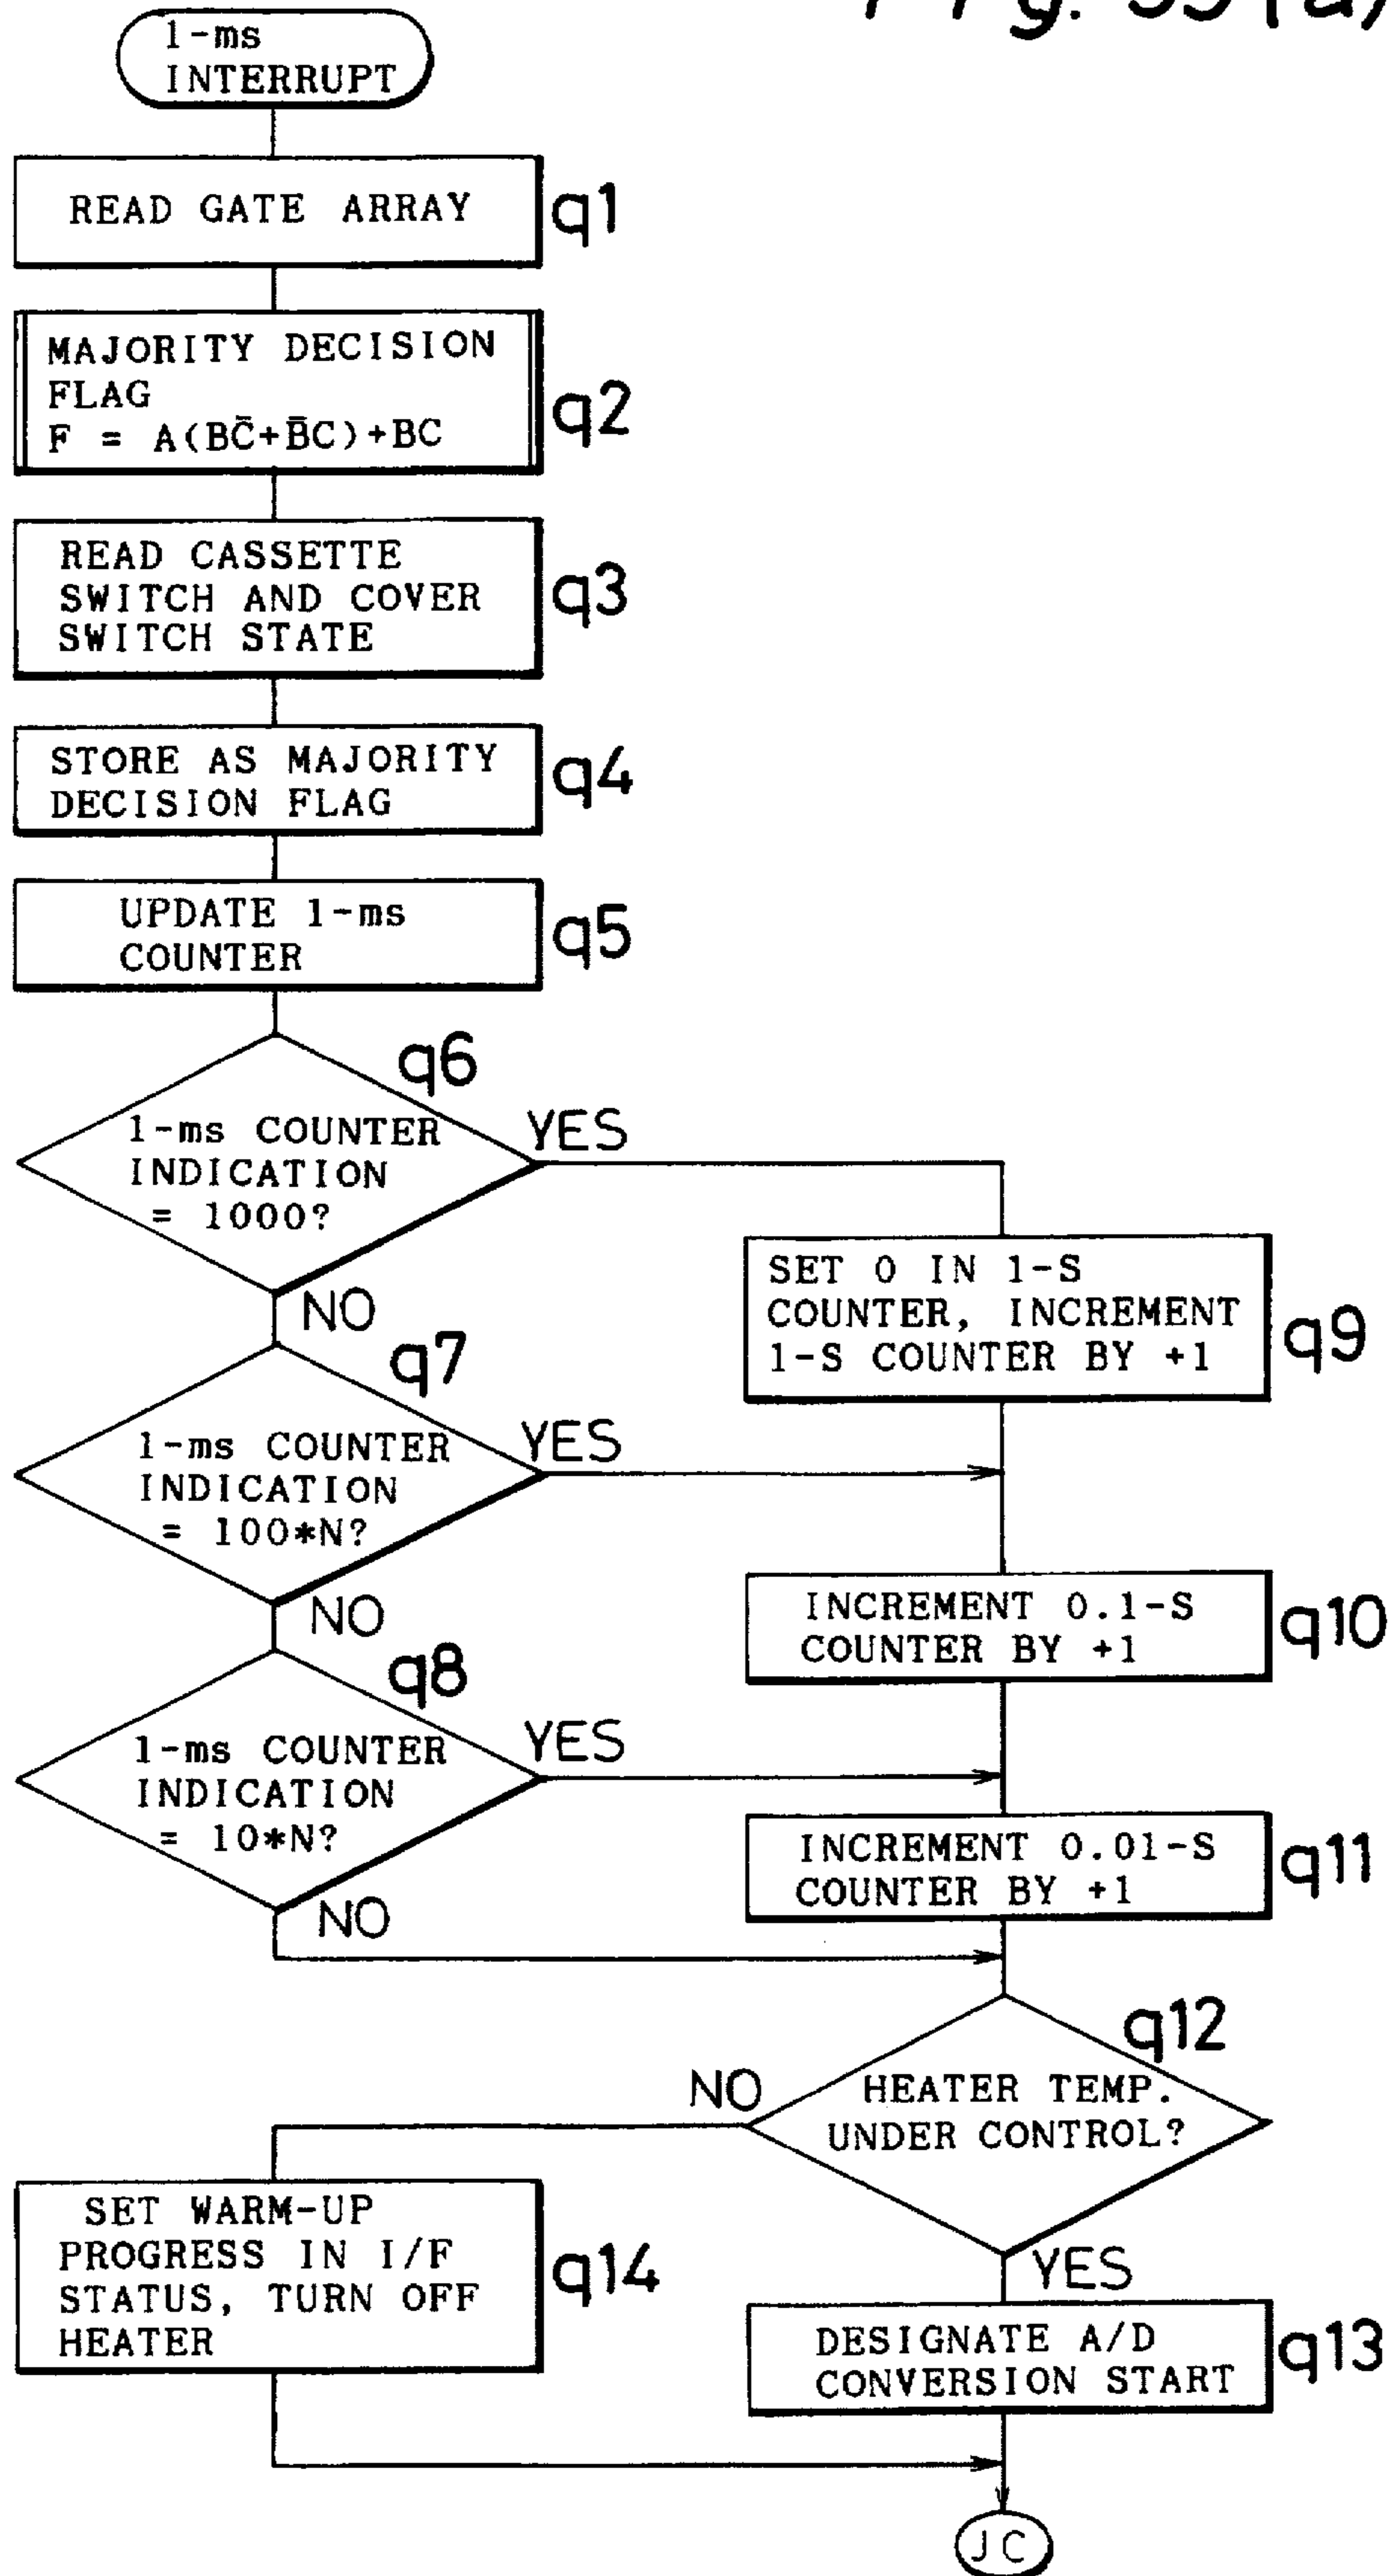 Fig. 35(a)
1-ms
INTERRUPT
READ GATE ARRAY
q1
MAJORITY DECISION
FLAG
F = A(BC̄+B̄C)+BC
q2
READ CASSETTE
SWITCH AND COVER
SWITCH STATE
q3
STORE AS MAJORITY
DECISION FLAG
q4
UPDATE 1-ms
COUNTER
q5
q6
1-ms COUNTER
INDICATION
= 1000?
YES
NO
SET 0 IN 1-S
COUNTER, INCREMENT
1-S COUNTER BY +1
q9
q7
1-ms COUNTER
INDICATION
= 100*N?
YES
NO
INCREMENT 0.1-S
COUNTER BY +1
q10
q8
1-ms COUNTER
INDICATION
= 10*N?
YES
NO
INCREMENT 0.01-S
COUNTER BY +1
q11
q12
HEATER TEMP.
UNDER CONTROL?
NO
YES
SET WARM-UP
PROGRESS IN I/F
STATUS, TURN OFF
HEATER
q14
DESIGNATE A/D
CONVERSION START
q13
JC